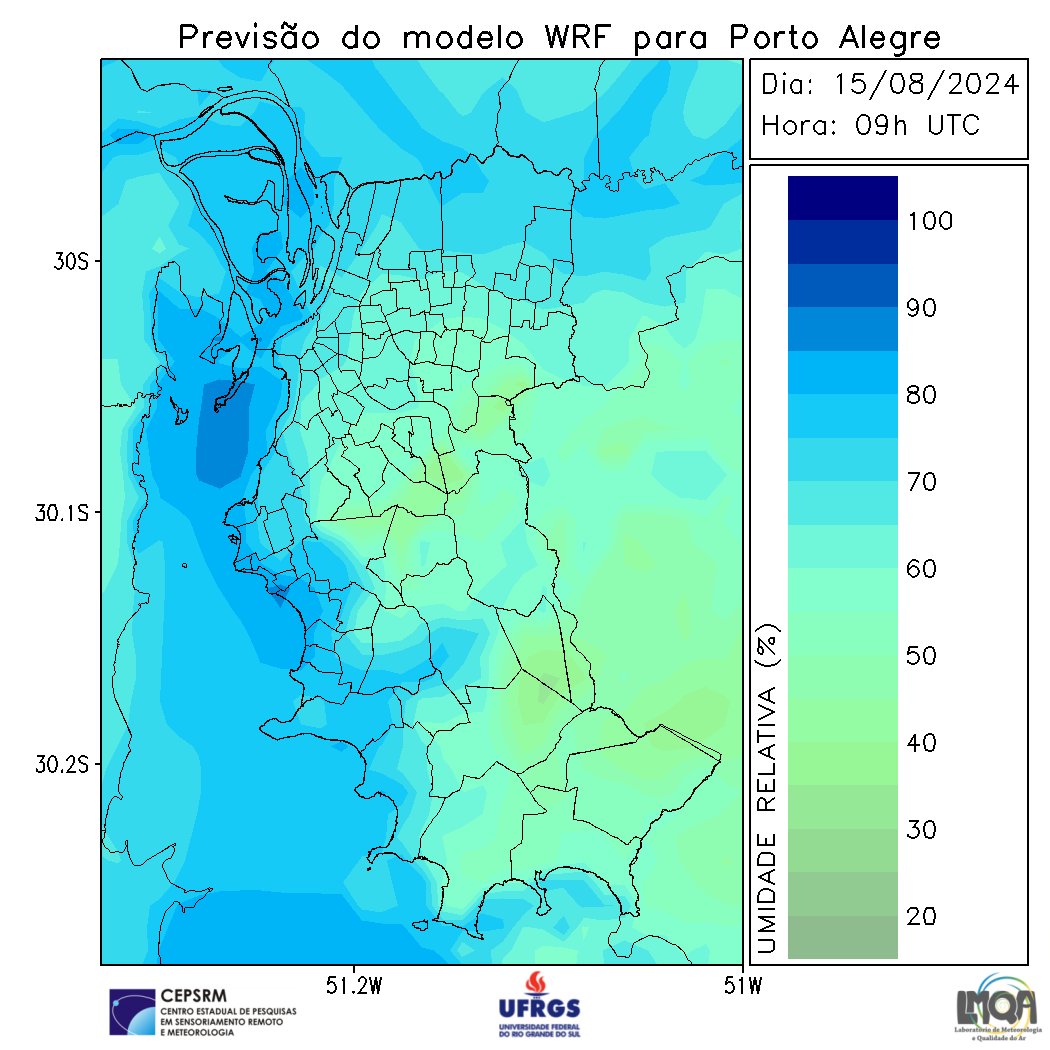 Previsão do modelo WRF para Porto Alegre
Dia: 15/08/2024
Hora: 09h UTC
30S
30.1S
30.2S
51.2W
51W
UMIDADE RELATIVA (%)
100
90
80
70
60
50
40
30
20
CEPSRM
CENTRO ESTADUAL DE PESQUISAS
EM SENSORIAMENTO REMOTO
E METEOROLOGIA
UFRGS
UNIVERSIDADE FEDERAL
DO RIO GRANDE DO SUL
LMQA
Laboratório de Meteorologia
e Qualidade do Ar